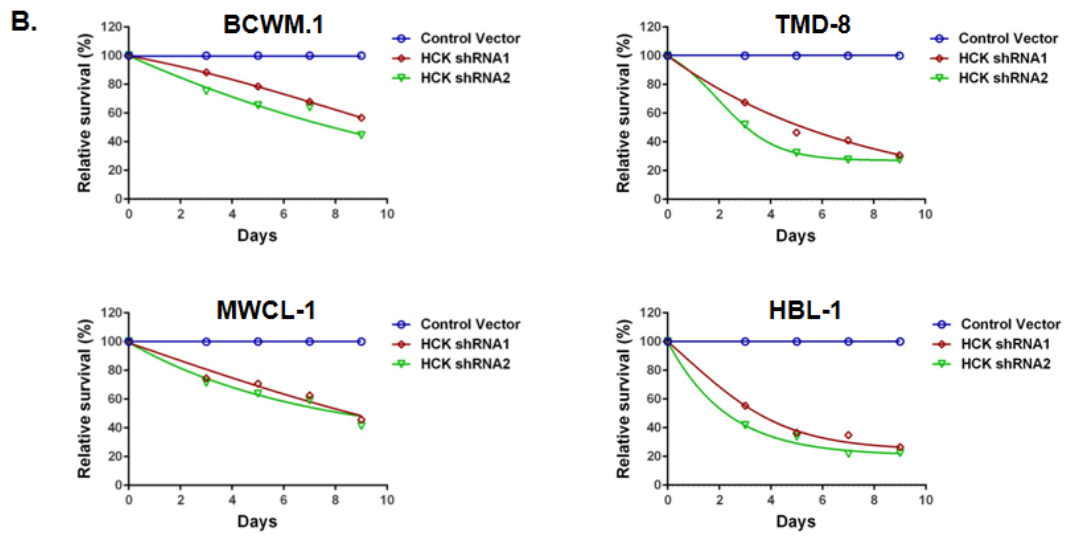 B.
BCWM.1
Relative survival (%)
120
100
80
60
40
20
0
0 2 4 6 8 10
Days
Control Vector
HCK shRNA1
HCK shRNA2
TMD-8
Relative survival (%)
120
100
80
60
40
20
0
0 2 4 6 8 10
Days
Control Vector
HCK shRNA1
HCK shRNA2
MWCL-1
Relative survival (%)
120
100
80
60
40
20
0
0 2 4 6 8 10
Days
Control Vector
HCK shRNA1
HCK shRNA2
HBL-1
Relative survival (%)
120
100
80
60
40
20
0
0 2 4 6 8 10
Days
Control Vector
HCK shRNA1
HCK shRNA2